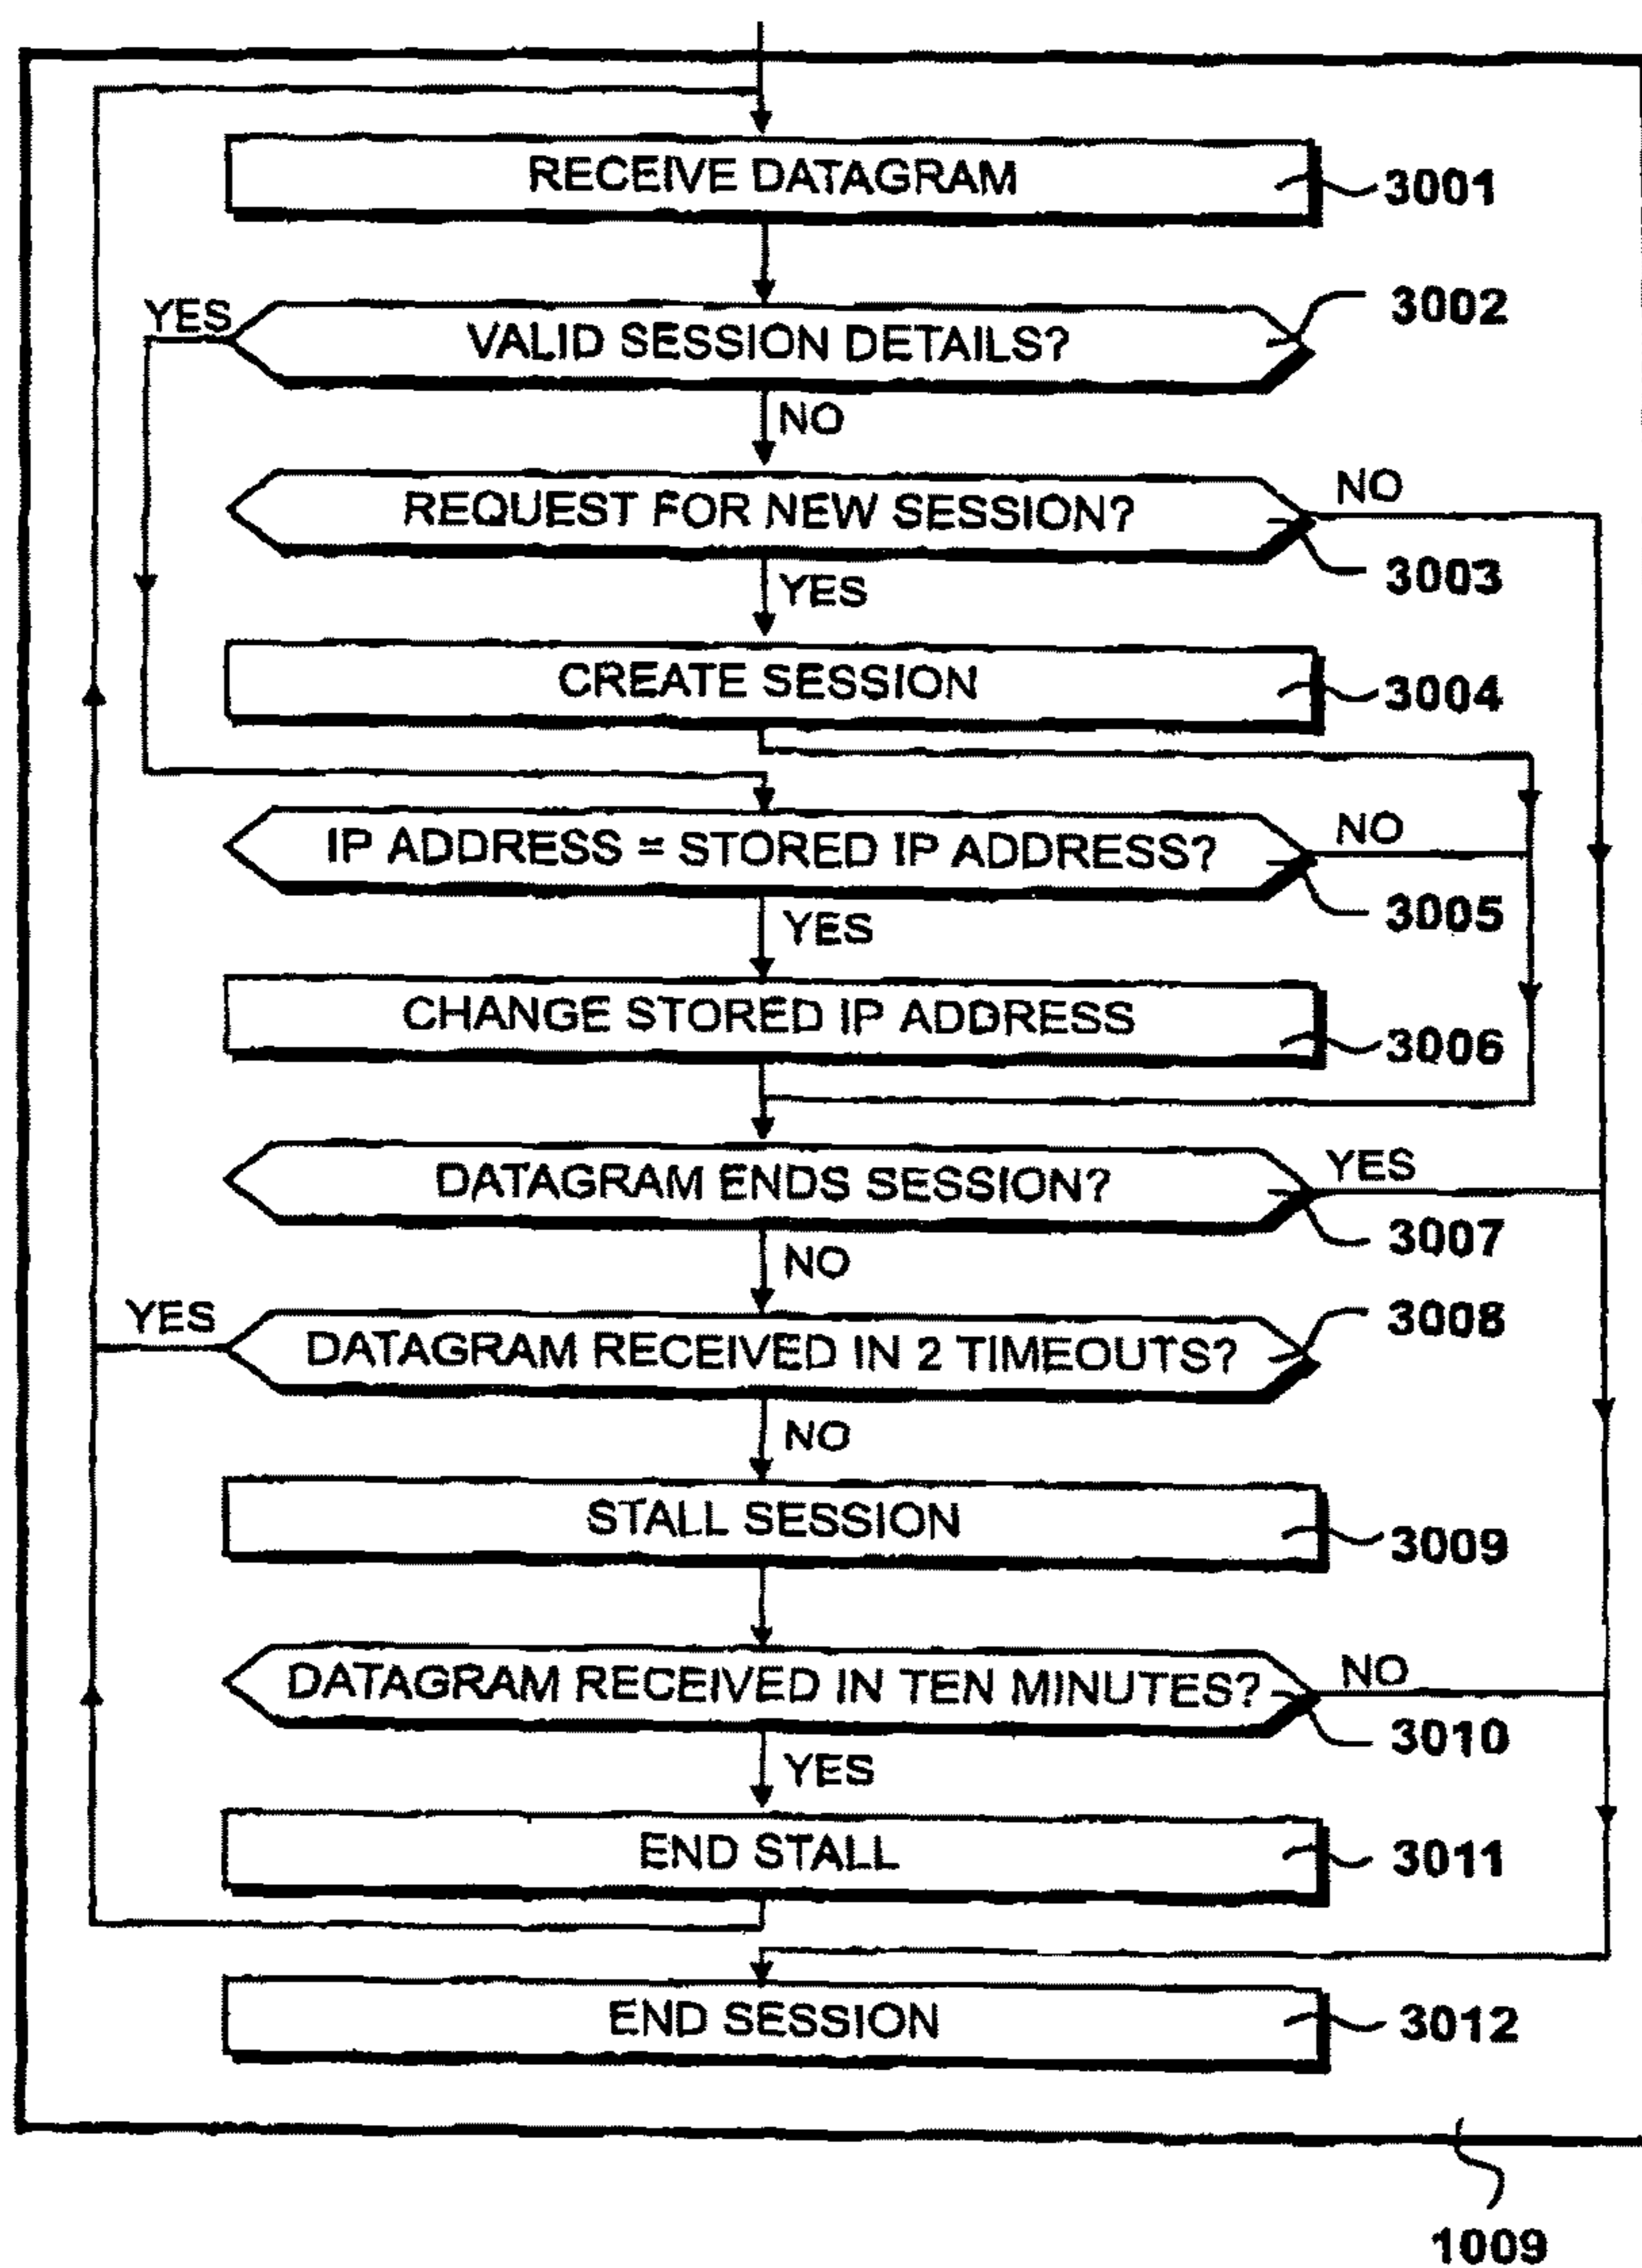 RECEIVE DATAGRAM
3001
YES
VALID SESSION DETAILS?
3002
NO
REQUEST FOR NEW SESSION?
NO
3003
YES
CREATE SESSION
3004
IP ADDRESS = STORED IP ADDRESS?
NO
3005
YES
CHANGE STORED IP ADDRESS
3006
DATAGRAM ENDS SESSION?
YES
3007
NO
YES
DATAGRAM RECEIVED IN 2 TIMEOUTS?
3008
NO
STALL SESSION
3009
DATAGRAM RECEIVED IN TEN MINUTES?
NO
3010
YES
END STALL
3011
END SESSION
3012
1009